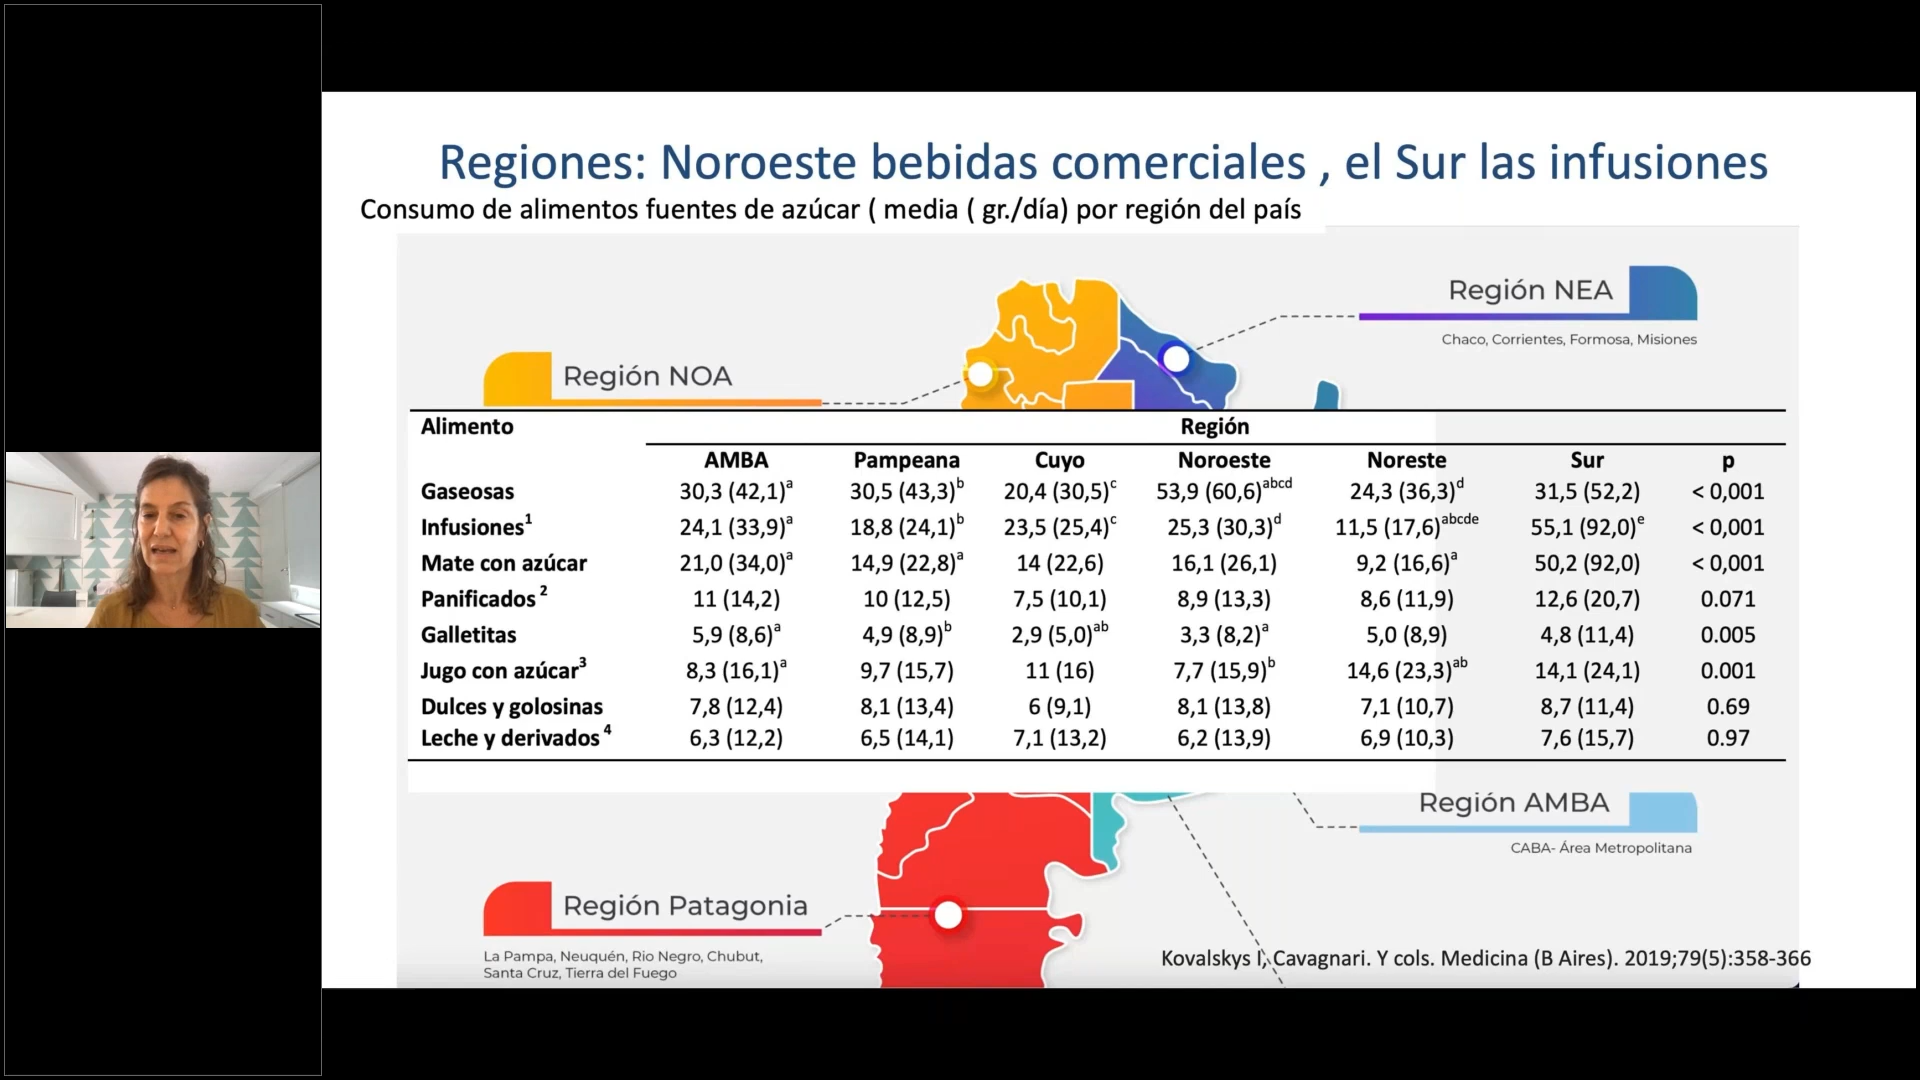 Regiones: Noroeste bebidas comerciales , el Sur las infusiones
Consumo de alimentos fuentes de azúcar ( media ( gr./día) por región del país
Región NEA
Chaco, Corrientes, Formosa, Misiones
Región NOA
Alimento Región
AMBA Pampeana Cuyo Noroeste Noreste Sur p
Gaseosas 30,3 (42,1)a 30,5 (43,3)b 20,4 (30,5)c 53,9 (60,6)abcd 24,3 (36,3)d 31,5 (52,2) < 0,001
Infusiones1 24,1 (33,9)a 18,8 (24,1)b 23,5 (25,4)c 25,3 (30,3)d 11,5 (17,6)abcde 55,1 (92,0)e < 0,001
Mate con azúcar 21,0 (34,0)a 14,9 (22,8)a 14 (22,6) 16,1 (26,1) 9,2 (16,6)a 50,2 (92,0) < 0,001
Panificados 2 11 (14,2) 10 (12,5) 7,5 (10,1) 8,9 (13,3) 8,6 (11,9) 12,6 (20,7) 0.071
Galletitas 5,9 (8,6)a 4,9 (8,9)b 2,9 (5,0)ab 3,3 (8,2)a 5,0 (8,9) 4,8 (11,4) 0.005
Jugo con azúcar3 8,3 (16,1)a 9,7 (15,7) 11 (16) 7,7 (15,9)b 14,6 (23,3)ab 14,1 (24,1) 0.001
Dulces y golosinas 7,8 (12,4) 8,1 (13,4) 6 (9,1) 8,1 (13,8) 7,1 (10,7) 8,7 (11,4) 0.69
Leche y derivados 4 6,3 (12,2) 6,5 (14,1) 7,1 (13,2) 6,2 (13,9) 6,9 (10,3) 7,6 (15,7) 0.97
Región AMBA
CABA- Área Metropolitana
Región Patagonia
La Pampa, Neuquén, Rio Negro, Chubut,
Santa Cruz, Tierra del Fuego
Kovalskys I, Cavagnari. Y cols. Medicina (B Aires). 2019;79(5):358-366